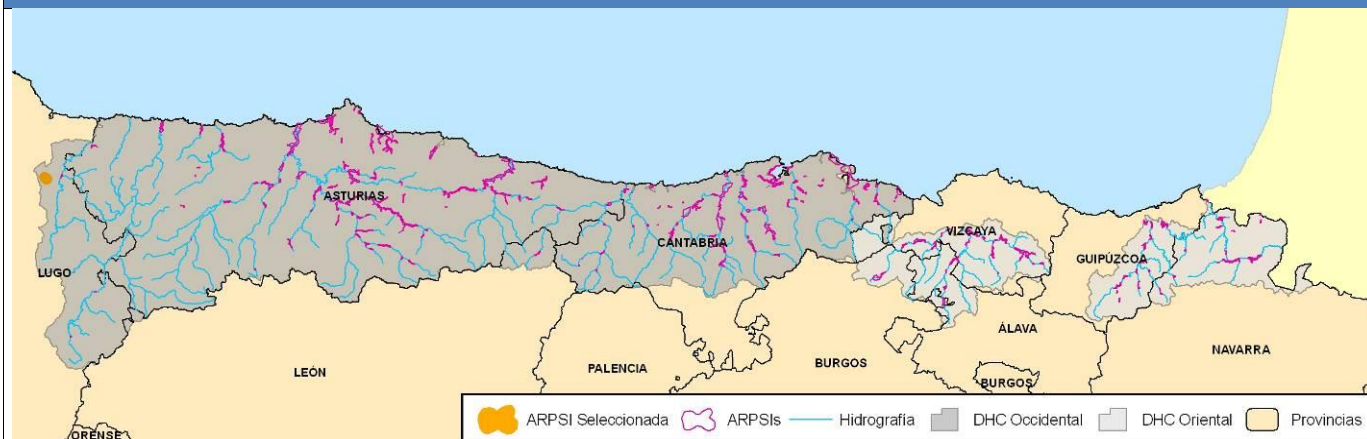 ASTURIAS
CANTABRIA
VIZCAYA
GUIPÚZCOA
LUGO
ÁLAVA
NAVARRA
LEÓN
PALENCIA
BURGOS
BURGOS
ORENSE
ARPSI Seleccionada ARPSIs Hidrografía DHC Occidental DHC Oriental Provincias